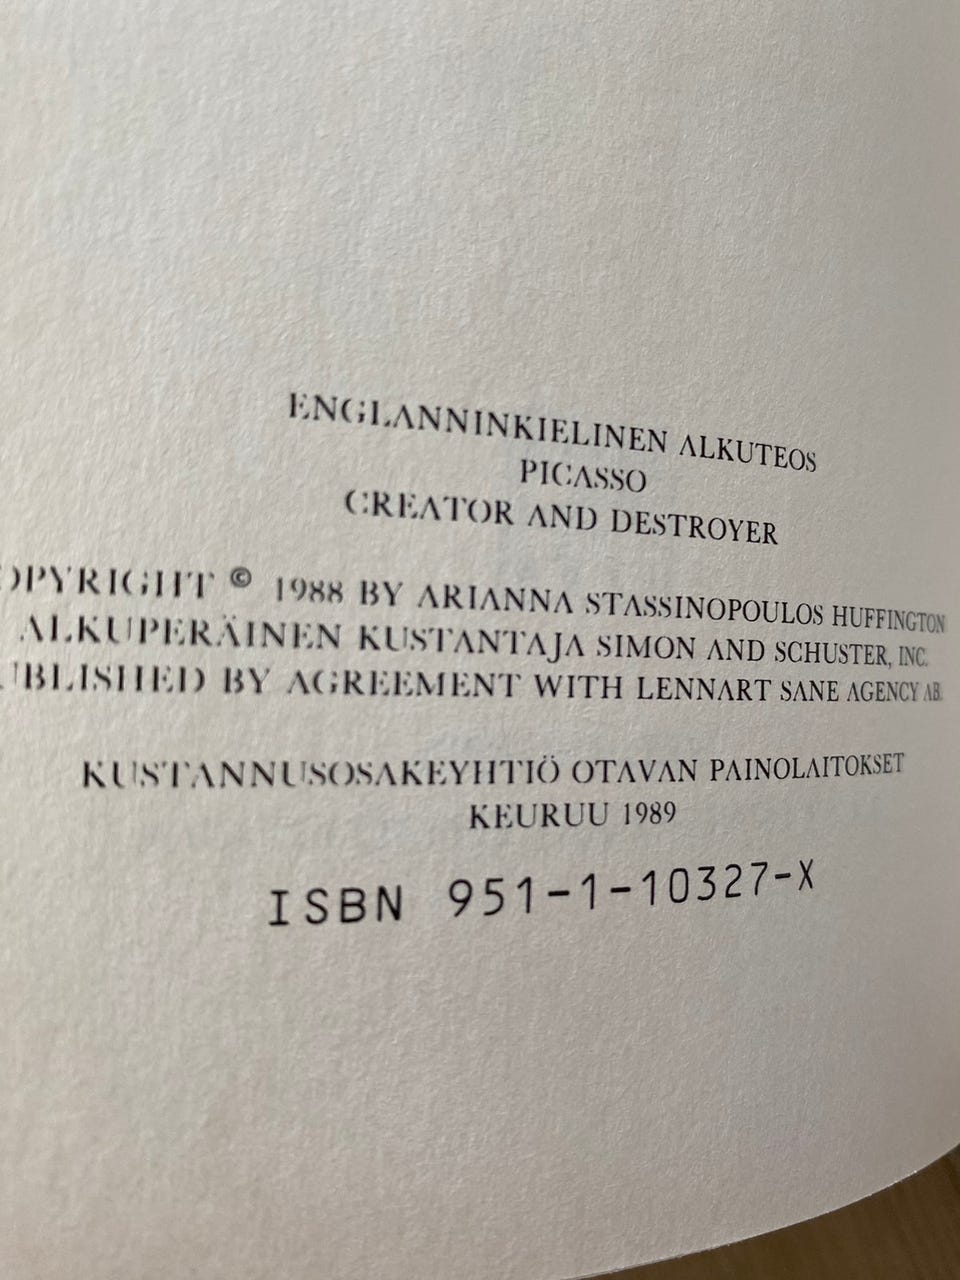 ENGLANNINKIELINEN ALKUTEOS
PICASSO
CREATOR AND DESTROYER
OPYRIGHT © 1988 BY ARIANNA STASSINOPOULOS HUFFINGTON
ALKUPERÄINEN KUSTANTAJA SIMON AND SCHUSTER, INC.
UBLISHED BY AGREEMENT WITH LENNART SANE AGENCY AB.
KUSTANNUSOSAKEYHTIÖ OTAVAN PAINOLAITOKSET
KEURUU 1989
ISBN 951-1-10327-X